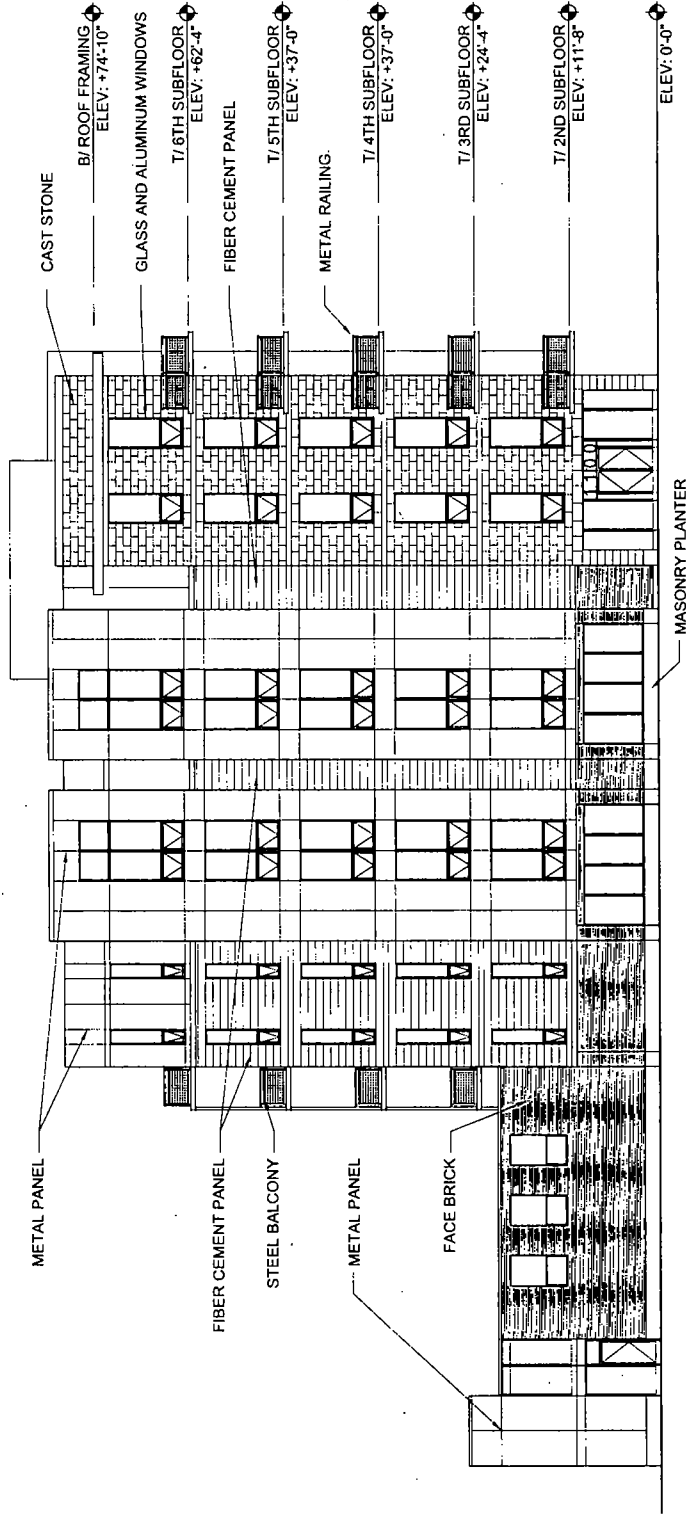 B/ ROOF FRAMING
ELEV: +74'-10"
T/ 6TH SUBFLOOR
ELEV: +62'-4"
T/ 5TH SUBFLOOR
ELEV: +37'-0"
T/ 4TH SUBFLOOR
ELEV: +37'-0"
T/ 3RD SUBFLOOR
ELEV: +24'-4"
T/ 2ND SUBFLOOR
ELEV: +11'-8"
ELEV: 0'-0"
CAST STONE
GLASS AND ALUMINUM WINDOWS
FIBER CEMENT PANEL
METAL RAILING
1100
MASONRY PLANTER
METAL PANEL
FIBER CEMENT PANEL
STEEL BALCONY
METAL PANEL
FACE BRICK